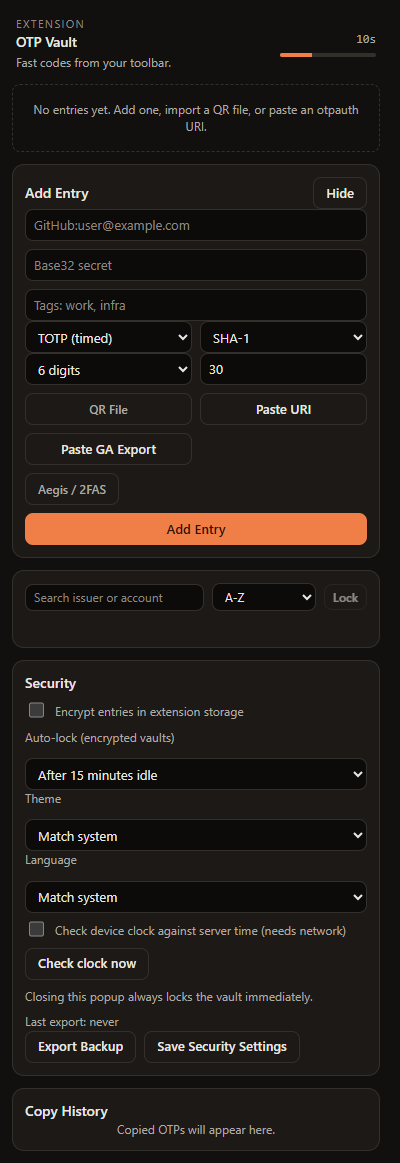 EXTENSION
OTP Vault
10s
Fast codes from your toolbar.
No entries yet. Add one, import a QR file, or paste an otpauth
URI.
Add Entry
Hide
GitHub:user@example.com
Base32 secret
Tags: work, infra
TOTP (timed)
SHA-1
6 digits
30
QR File
Paste URI
Paste GA Export
Aegis / 2FAS
Add Entry
Search issuer or account
A-Z
Lock
Security
Encrypt entries in extension storage
Auto-lock (encrypted vaults)
After 15 minutes idle
Theme
Match system
Language
Match system
Check device clock against server time (needs network)
Check clock now
Closing this popup always locks the vault immediately.
Last export: never
Export Backup
Save Security Settings
Copy History
Copied OTPs will appear here.